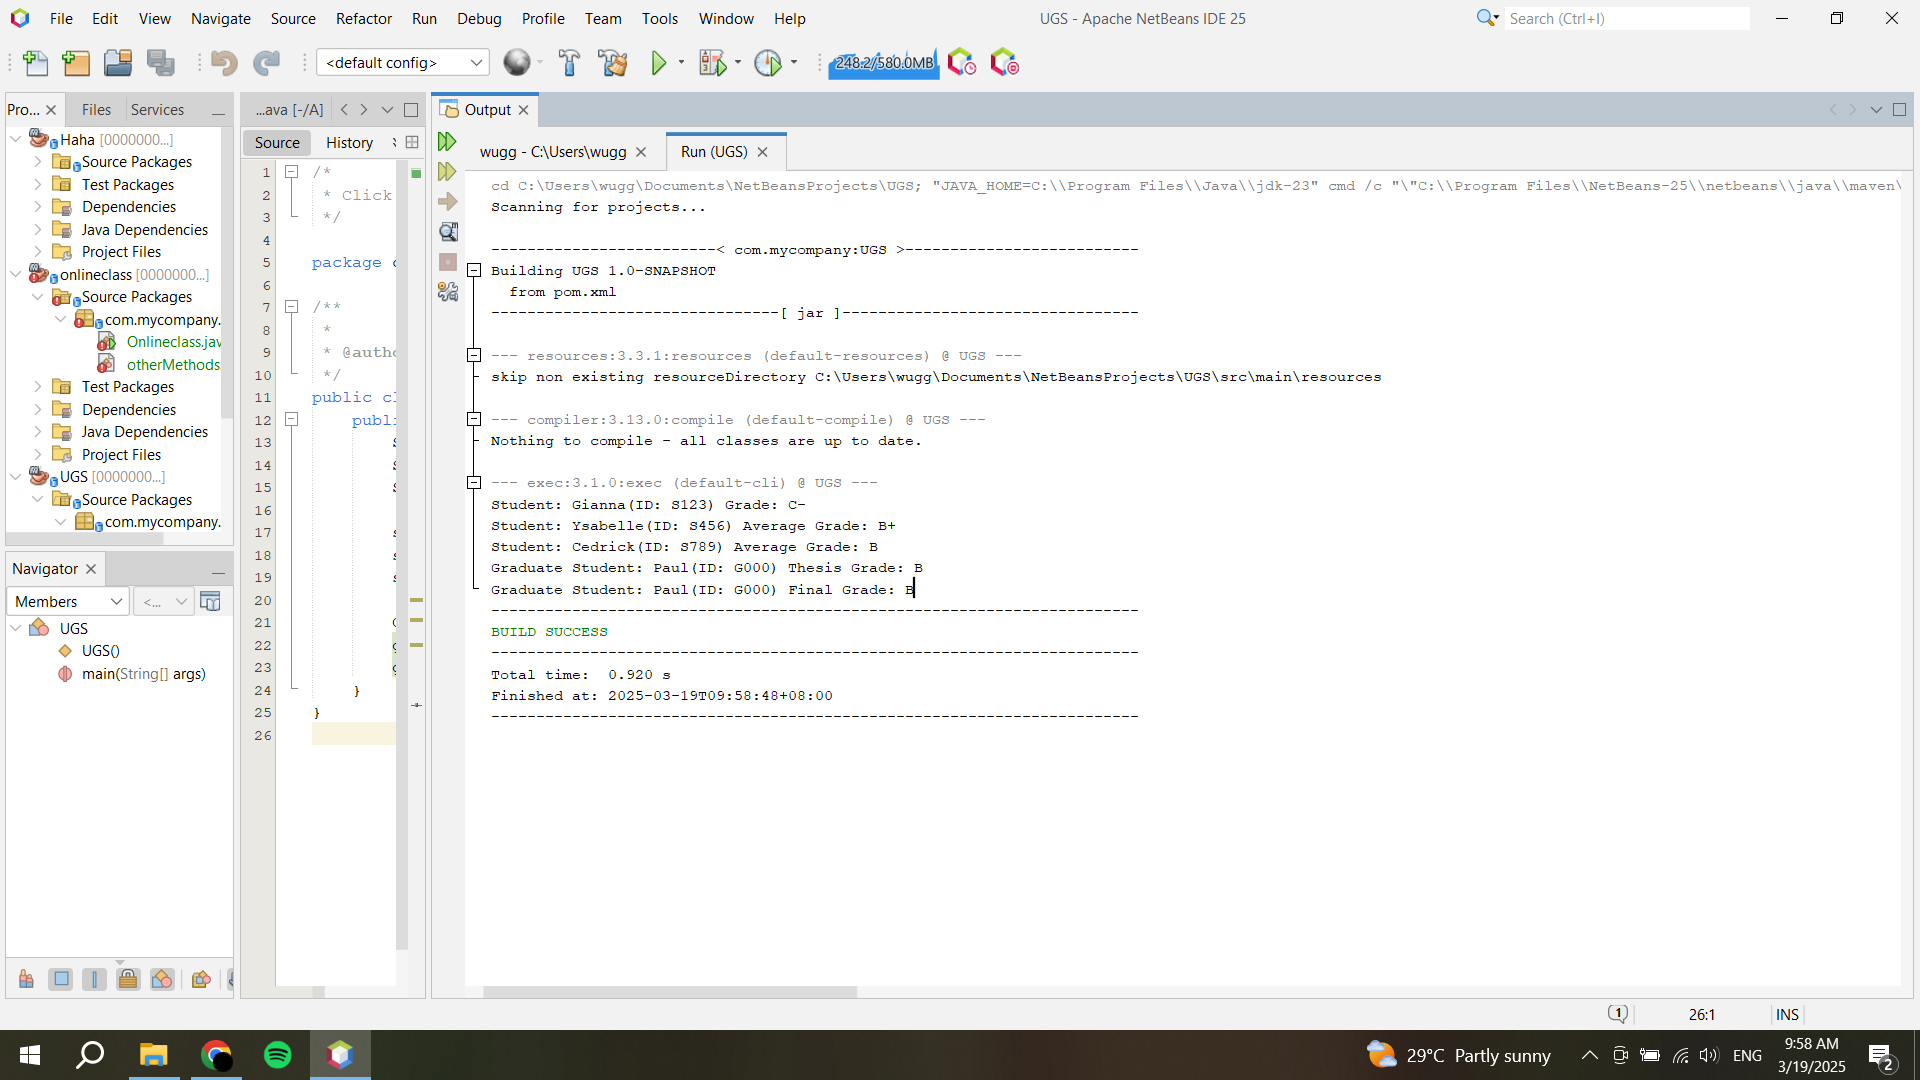 File Edit View Navigate Source Refactor Run Debug Profile Team Tools Window Help
UGS - Apache NetBeans IDE 25
Search (Ctrl+I)
<default config>
248.2/580.0MB
Pro... Files Services
Haha [0000000...]
Source Packages
Test Packages
Dependencies
Java Dependencies
Project Files
onlineclass [0000000...]
Source Packages
com.mycompany.
Onlineclass.jav
otherMethods
Test Packages
Dependencies
Java Dependencies
Project Files
UGS [0000000...]
Source Packages
com.mycompany.
Navigator
Members <...
UGS
UGS()
main(String[] args)
...ava [-/A]
Source History
1 /*
2 * Click
3 */
4
5 package
6
7 /**
8 *
9 * @autho
10 */
11 public cl
12 publi
13
14
15
16
17
18
19
20
21
22
23
24 }
25 }
26
Output
wugg - C:\Users\wugg Run (UGS)
cd C:\Users\wugg\Documents\NetBeansProjects\UGS; "JAVA_HOME=C:\\Program Files\\Java\\jdk-23" cmd /c "\"C:\\Program Files\\NetBeans-25\\netbeans\\java\\maven\
Scanning for projects...
--------------------------< com.mycompany:UGS >--------------------------
Building UGS 1.0-SNAPSHOT
from pom.xml
--------------------------------[ jar ]---------------------------------
--- resources:3.3.1:resources (default-resources) @ UGS ---
skip non existing resourceDirectory C:\Users\wugg\Documents\NetBeansProjects\UGS\src\main\resources
--- compiler:3.13.0:compile (default-compile) @ UGS ---
Nothing to compile - all classes are up to date.
--- exec:3.1.0:exec (default-cli) @ UGS ---
Student: Gianna(ID: S123) Grade: C-
Student: Ysabelle(ID: S456) Average Grade: B+
Student: Cedrick(ID: S789) Average Grade: B
Graduate Student: Paul(ID: G000) Thesis Grade: B
Graduate Student: Paul(ID: G000) Final Grade: B
------------------------------------------------------------------------
BUILD SUCCESS
------------------------------------------------------------------------
Total time: 0.920 s
Finished at: 2025-03-19T09:58:48+08:00
------------------------------------------------------------------------
1 26:1 INS
29°C Partly sunny
ENG
9:58 AM
3/19/2025
2